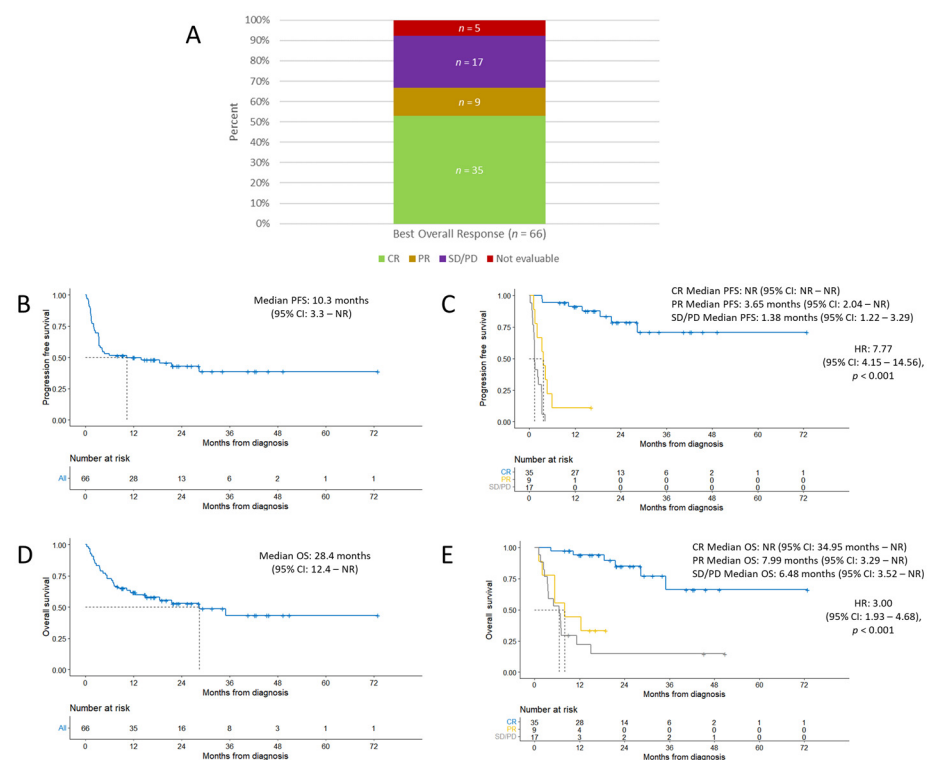 A
100%
90%
80%
70%
60%
50%
40%
30%
20%
10%
0%
Percent
n = 5
n = 17
n = 9
n = 35
Best Overall Response (n = 66)
CR PR SD/PD Not evaluable
B
Median PFS: 10.3 months
(95% CI: 3.3 – NR)
Progression free survival
1.00
0.75
0.50
0.25
0.00
0 12 24 36 48 60 72
Months from diagnosis
Number at risk
All 66 28 13 6 2 1 1
0 12 24 36 48 60 72
Months from diagnosis
C
CR Median PFS: NR (95% CI: NR – NR)
PR Median PFS: 3.65 months (95% CI: 2.04 – NR)
SD/PD Median PFS: 1.38 month (95% CI: 1.22 – 3.29)
HR: 7.77
(95% CI: 4.15 – 14.56),
p < 0.001
Progression free survival
1.00
0.75
0.50
0.25
0.00
0 12 24 36 48 60 72
Months from diagnosis
Number at risk
CR 35 27 13 6 2 1 1
PR 9 1 0 0 0 0 0
SD/PD 17 0 0 0 0 0 0
0 12 24 36 48 60 72
Months from diagnosis
D
Median OS: 28.4 months
(95% CI: 12.4 – NR)
Overall survival
1.00
0.75
0.50
0.25
0.00
0 12 24 36 48 60 72
Months from diagnosis
Number at risk
All 66 35 16 8 3 1 1
0 12 24 36 48 60 72
Months from diagnosis
E
CR Median OS: NR (95% CI: 34.95 months – NR)
PR Median OS: 7.99 months (95% CI: 3.29 – NR)
SD/PD Median OS: 6.48 months (95% CI: 3.52 – NR)
HR: 3.00
(95% CI: 1.93 – 4.68),
p < 0.001
Overall survival
1.00
0.75
0.50
0.25
0.00
0 12 24 36 48 60 72
Months from diagnosis
Number at risk
CR 35 28 14 6 2 1 1
PR 9 4 0 0 0 0 0
SD/PD 17 3 2 2 1 0 0
0 12 24 36 48 60 72
Months from diagnosis